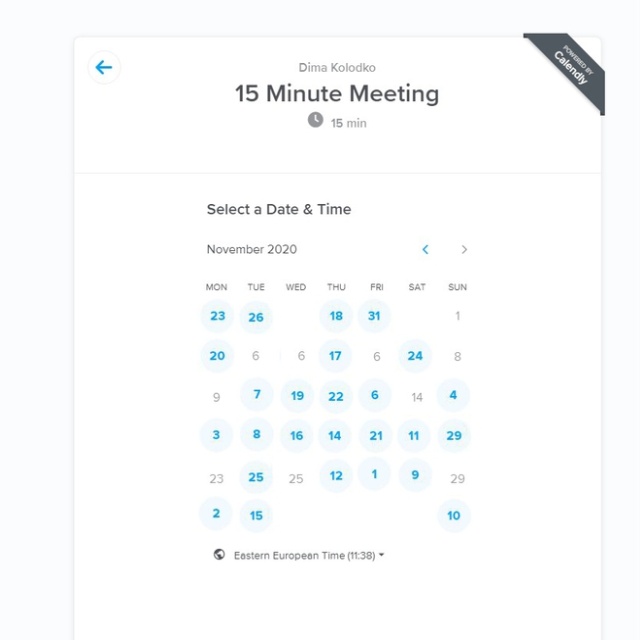 POWERED BY
Calendly
Dima Kolodko
15 Minute Meeting
15 min
Select a Date & Time
November 2020
MON TUE WED THU FRI SAT SUN
23 26 18 31 1
20 6 6 17 6 24 8
9 7 19 22 6 14 4
3 8 16 14 21 11 29
23 25 25 12 1 9 29
2 15 10
Eastern European Time (11:38)